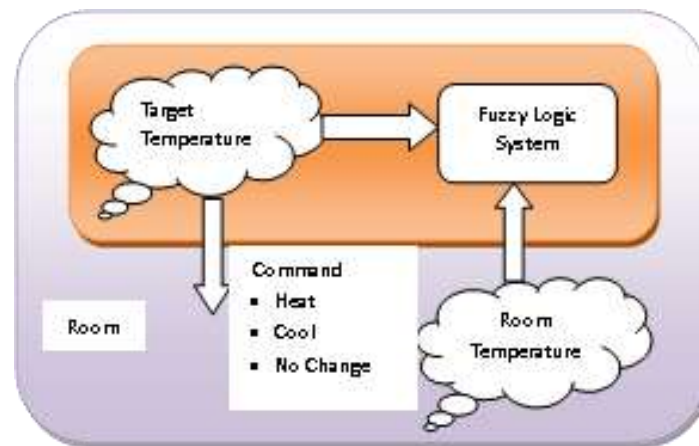 Target
Temperature
Fuzzy Logic
System
Command
▪ Heat
▪ Cool
▪ No Change
Room
Room
Temperature